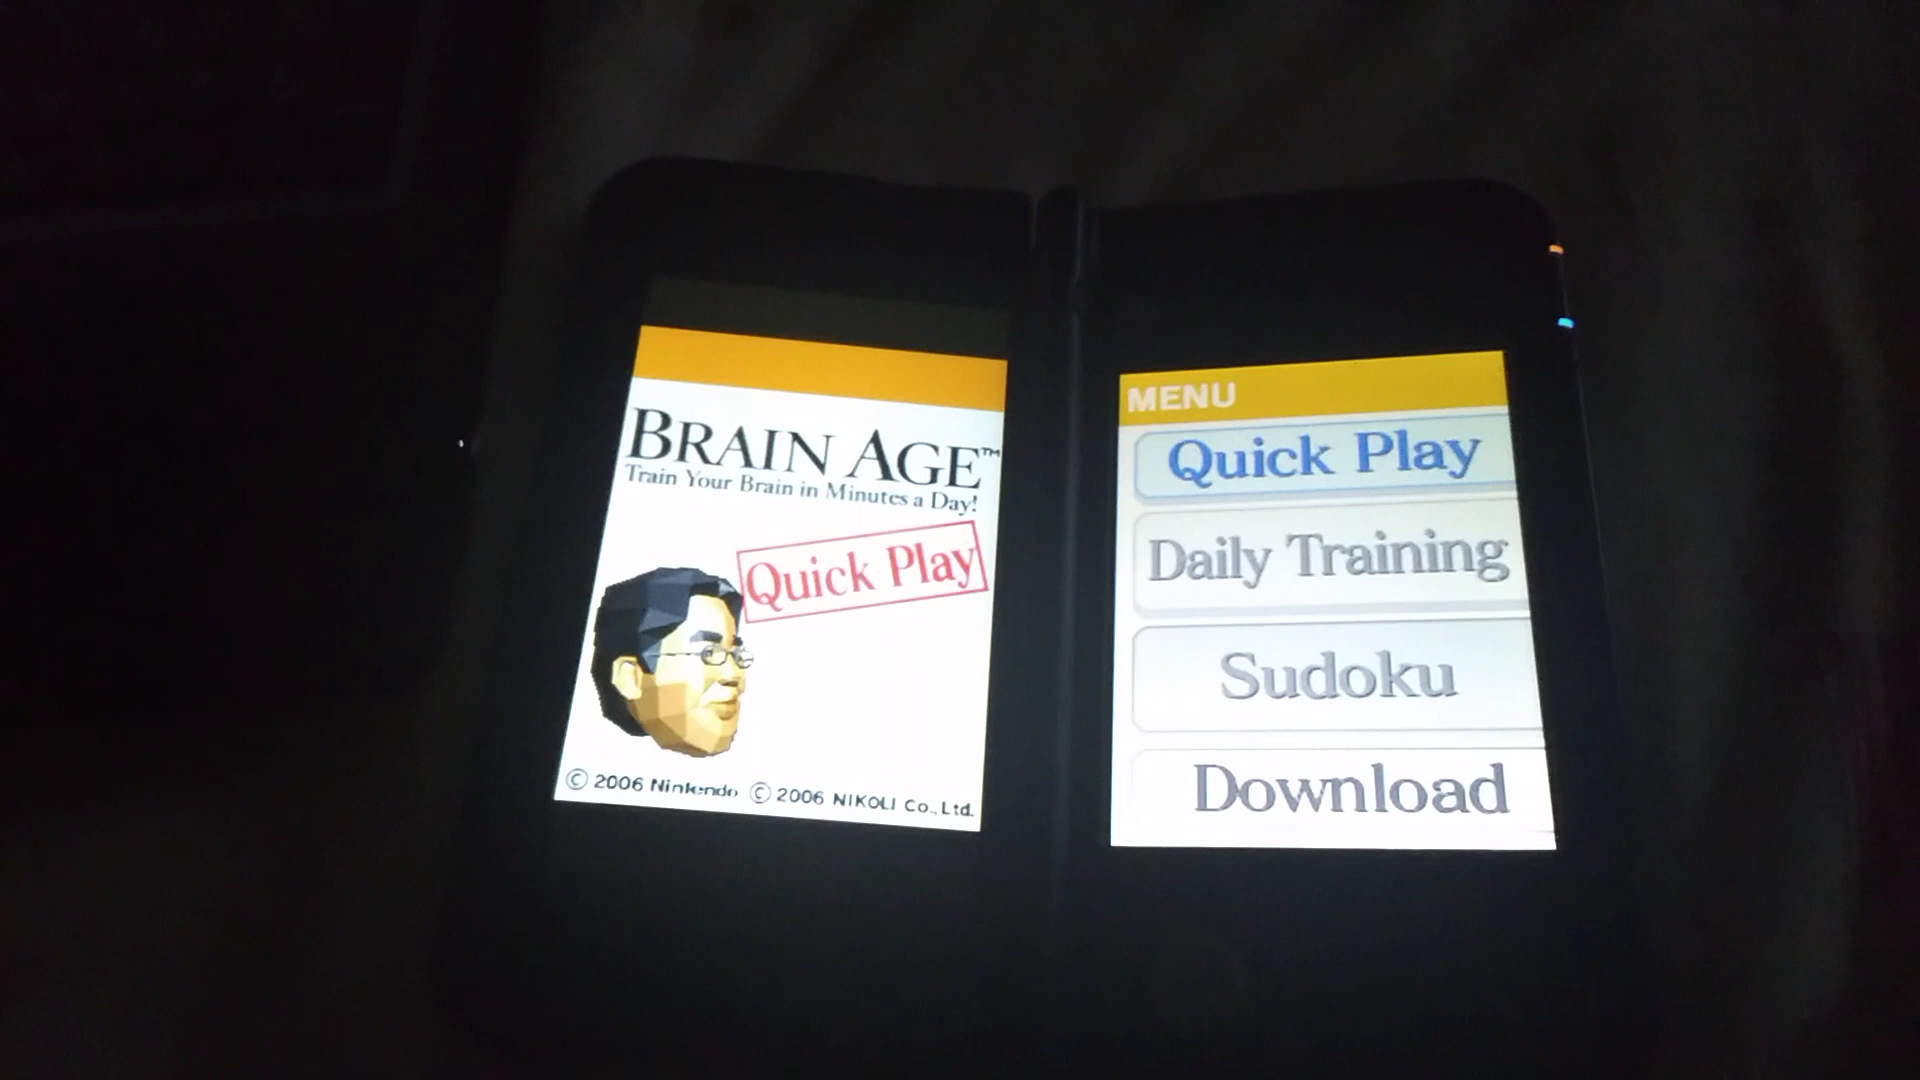 BRAIN AGE™
Train Your Brain in Minutes a Day!
Quick Play
© 2006 Nintendo © 2006 NIKOLI Co., Ltd.
MENU
Quick Play
Daily Training
Sudoku
Download